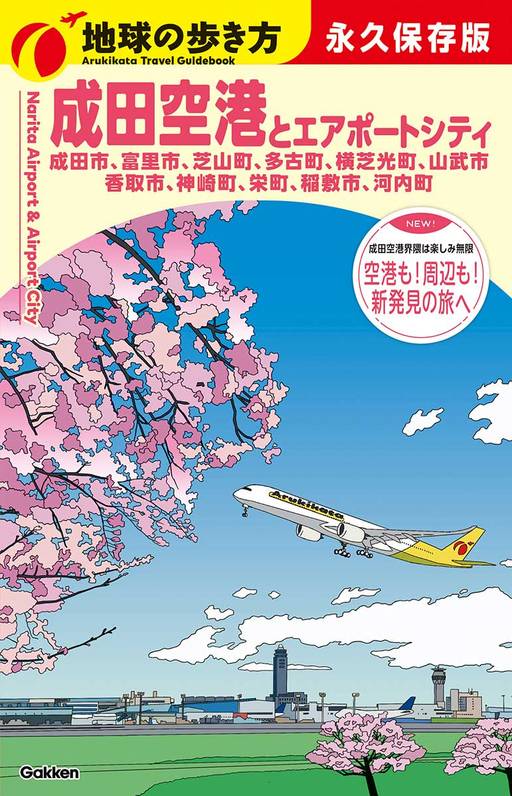 地球の歩き方
Arukikata Travel Guidebook
永久保存版
Narita Airport & Airport City
成田空港とエアポートシティ
成田市、富里市、芝山町、多古町、横芝光町、山武市
香取市、神崎町、栄町、稲敷市、河内町
NEW!
成田空港界隈は楽しみ無限
空港も!周辺も!
新発見の旅へ
Arukikata
Gakken